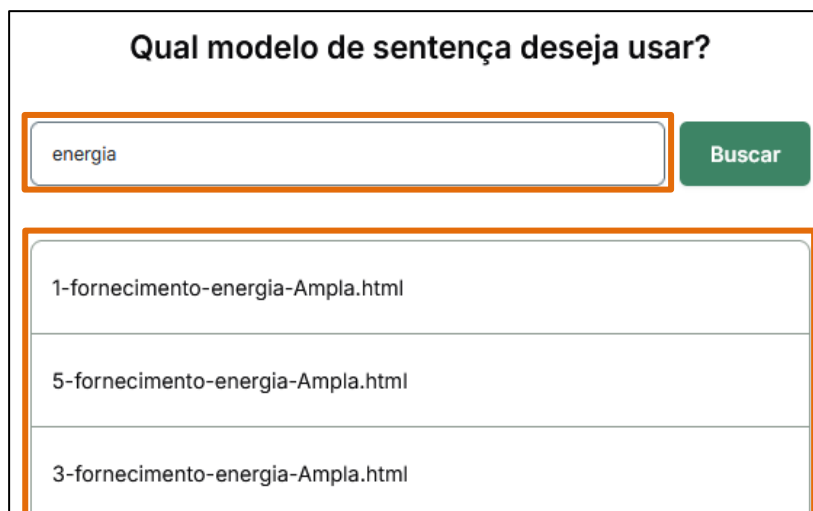 Qual modelo de sentença deseja usar?
energia
Buscar
1-fornecimento-energia-Ampla.html
5-fornecimento-energia-Ampla.html
3-fornecimento-energia-Ampla.html